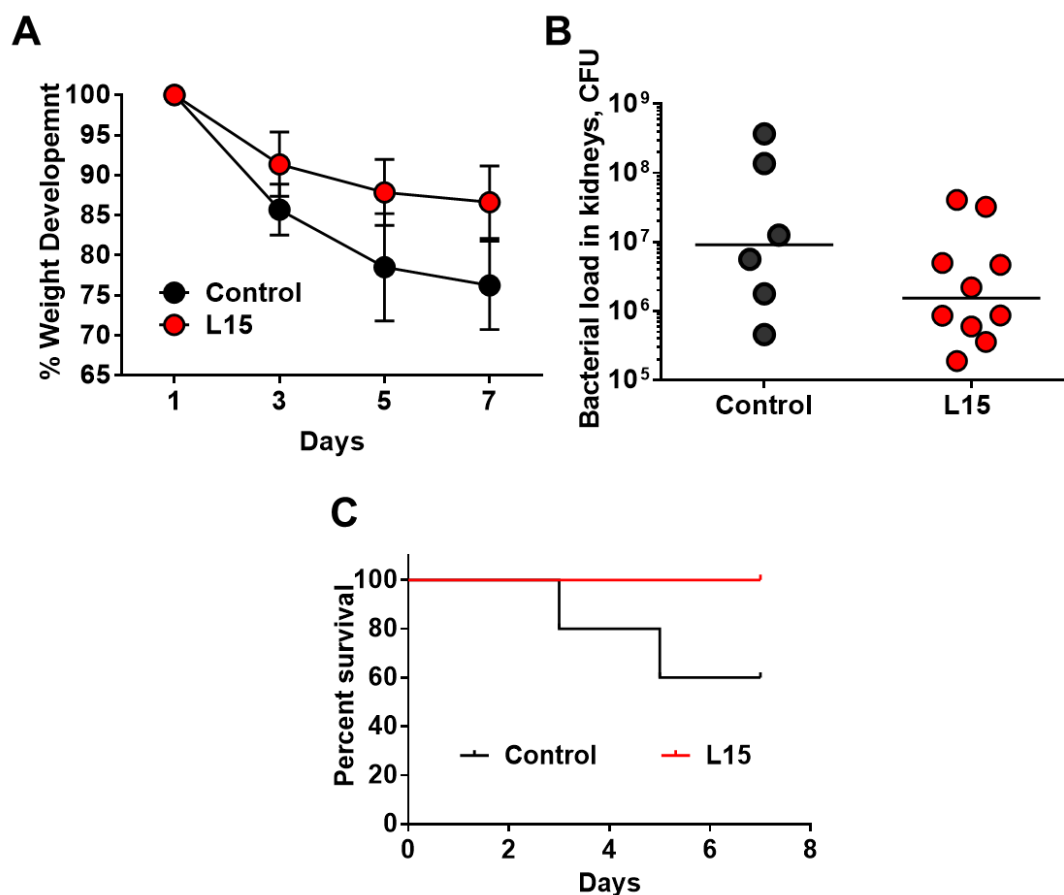 A
% Weight Developemnt
100
95
90
85
80
75
70
65
Control
L15
1 3 5 7
Days
B
Bacterial load in kidneys, CFU
10⁹
10⁸
10⁷
10⁶
10⁵
Control L15
C
Percent survival
100
80
60
40
20
0
Control L15
0 2 4 6 8
Days